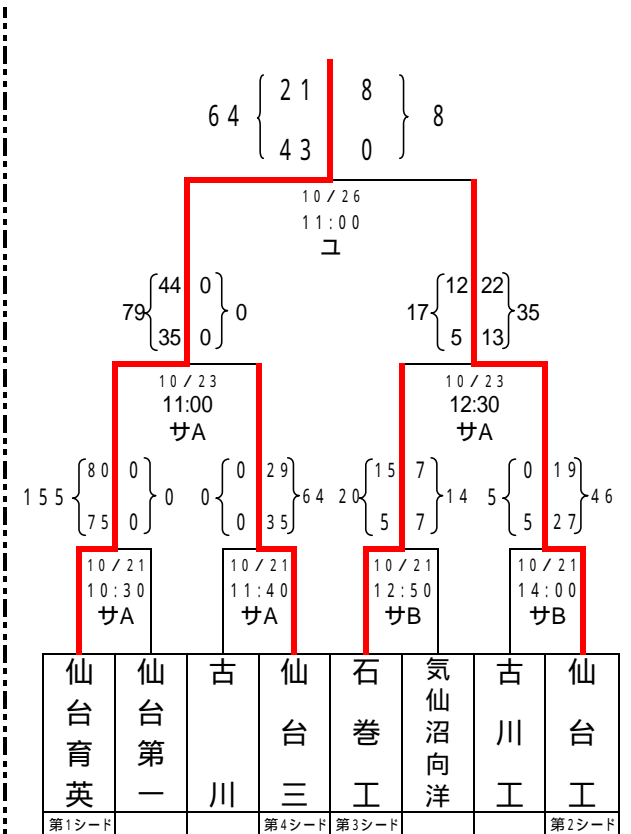 21 8
64 8
43 0
10/26
11:00
ユ
44 0 12 22
79 0 17 35
35 0 5 13
10/23 10/23
11:00 12:30
サA サA
80 0 0 29 15 7 0 19
155 0 0 64 20 14 5 46
75 0 0 35 5 7 5 27
10/21 10/21 10/21 10/21
10:30 11:40 12:50 14:00
サA サA サB サB
仙台育英 仙台第一 古川 仙台三 石巻工 気仙沼向洋 古川工 仙台工
第1シード 第4シード 第3シード 第2シード